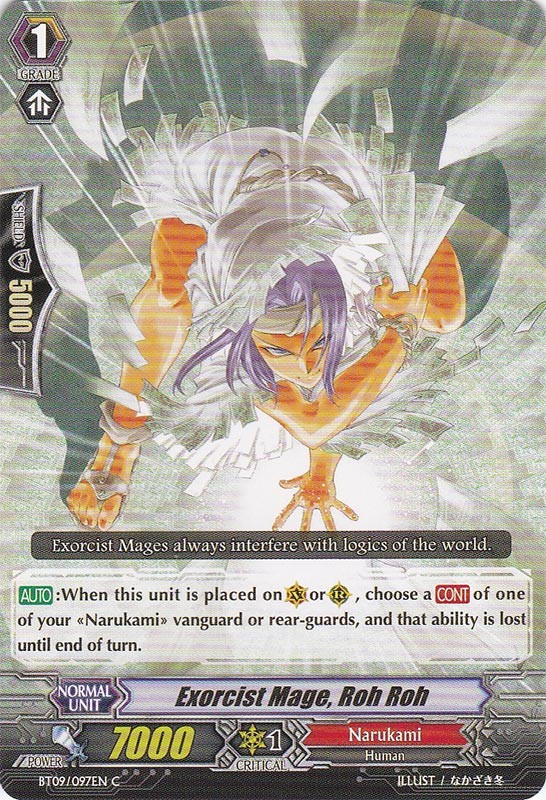 1
GRADE
SHIELD
5000
Exorcist Mages always interfere with logics of the world.
AUTO:When this unit is placed on V or R , choose a CONT of one
of your «Narukami» vanguard or rear-guards, and that ability is lost
until end of turn.
NORMAL
UNIT
Exorcist Mage, Roh Roh
POWER
7000
1
CRITICAL
Narukami
Human
BT09/097EN C
ILLUST / なかざき冬